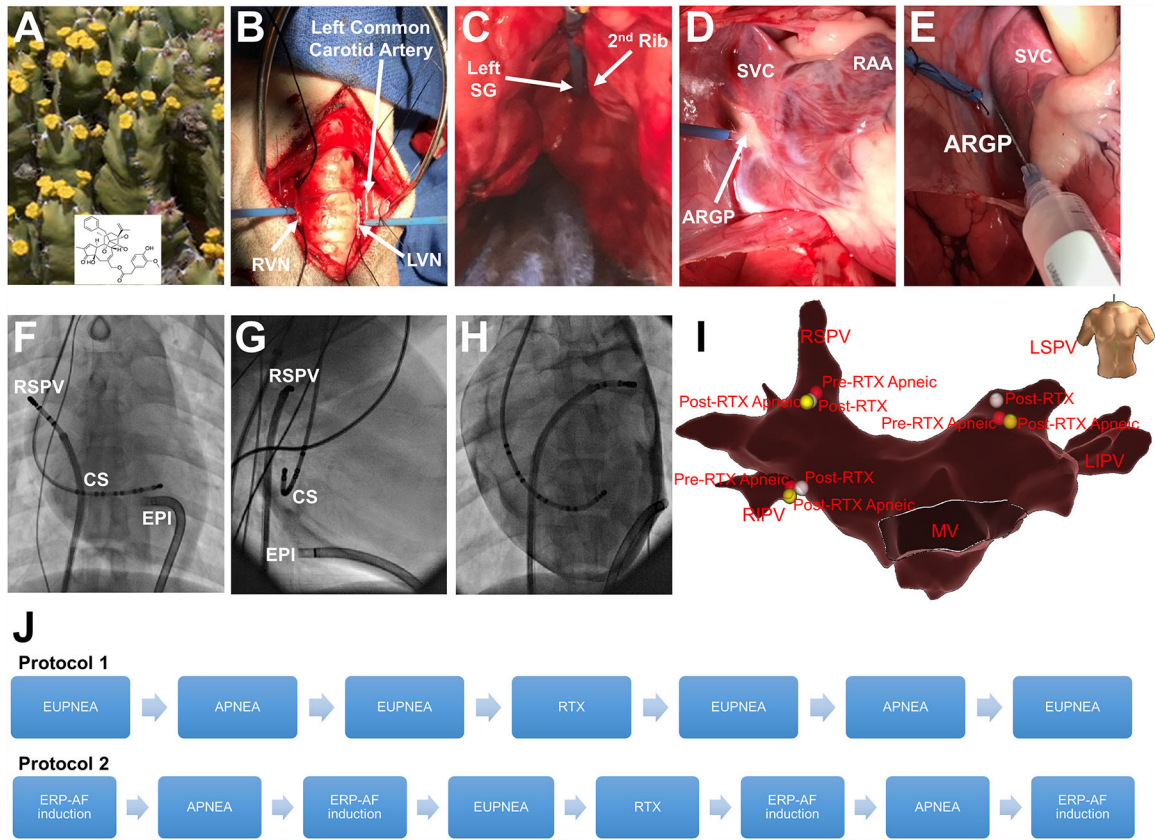 A
B
Left Common
Carotid Artery
RVN
LVN
C
2nd Rib
Left
SG
D
SVC
RAA
ARGP
E
SVC
ARGP
F
RSPV
CS
EPI
G
RSPV
CS
EPI
H
I
RSPV
LSPV
Pre-RTX Apneic
Post-RTX Apneic
Post-RTX
Post-RTX
Pre-RTX Apneic
Post-RTX Apneic
LIPV
Pre-RTX Apneic
Post-RTX
Post-RTX Apneic
RIPV
MV
J
Protocol 1
EUPNEA
APNEA
EUPNEA
RTX
EUPNEA
APNEA
EUPNEA
Protocol 2
ERP-AF
induction
APNEA
ERP-AF
induction
EUPNEA
RTX
ERP-AF
induction
APNEA
ERP-AF
induction